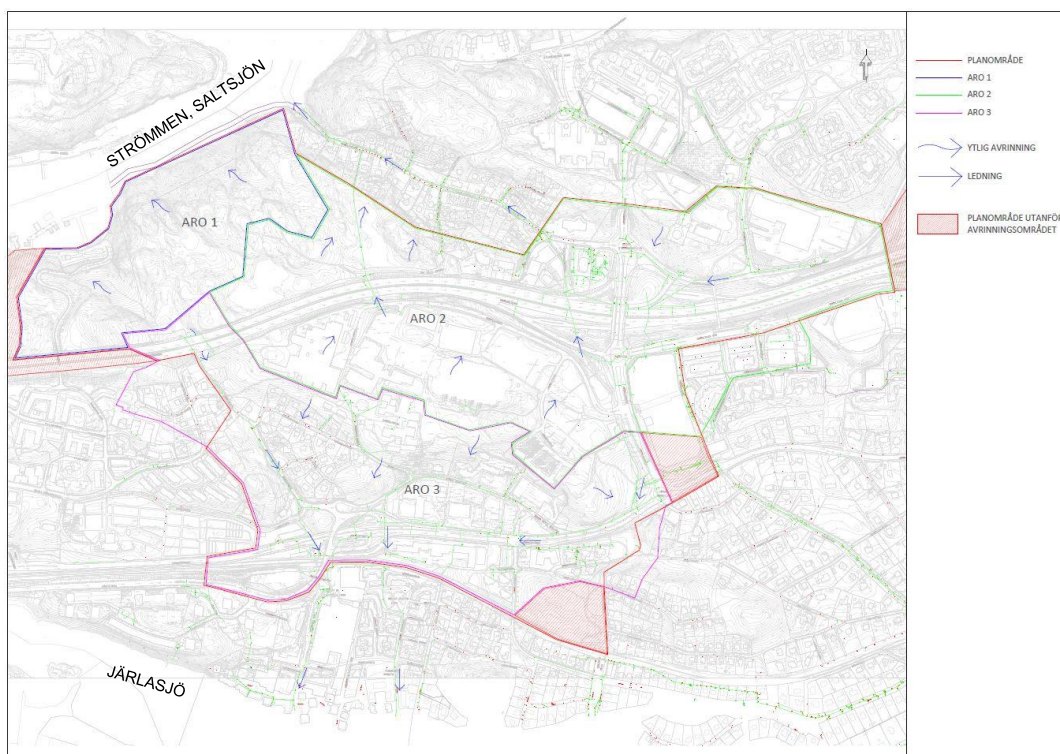 STRÖMMEN, SALTSJÖN
ARO 1
ARO 2
ARO 3
JÄRLASJÖ
PLANOMRÅDE
ARO 1
ARO 2
ARO 3
YTLIG AVRINNING
LEDNING
PLANOMRÅDE UTANFÖR
AVRINNINGSOMRÅDET